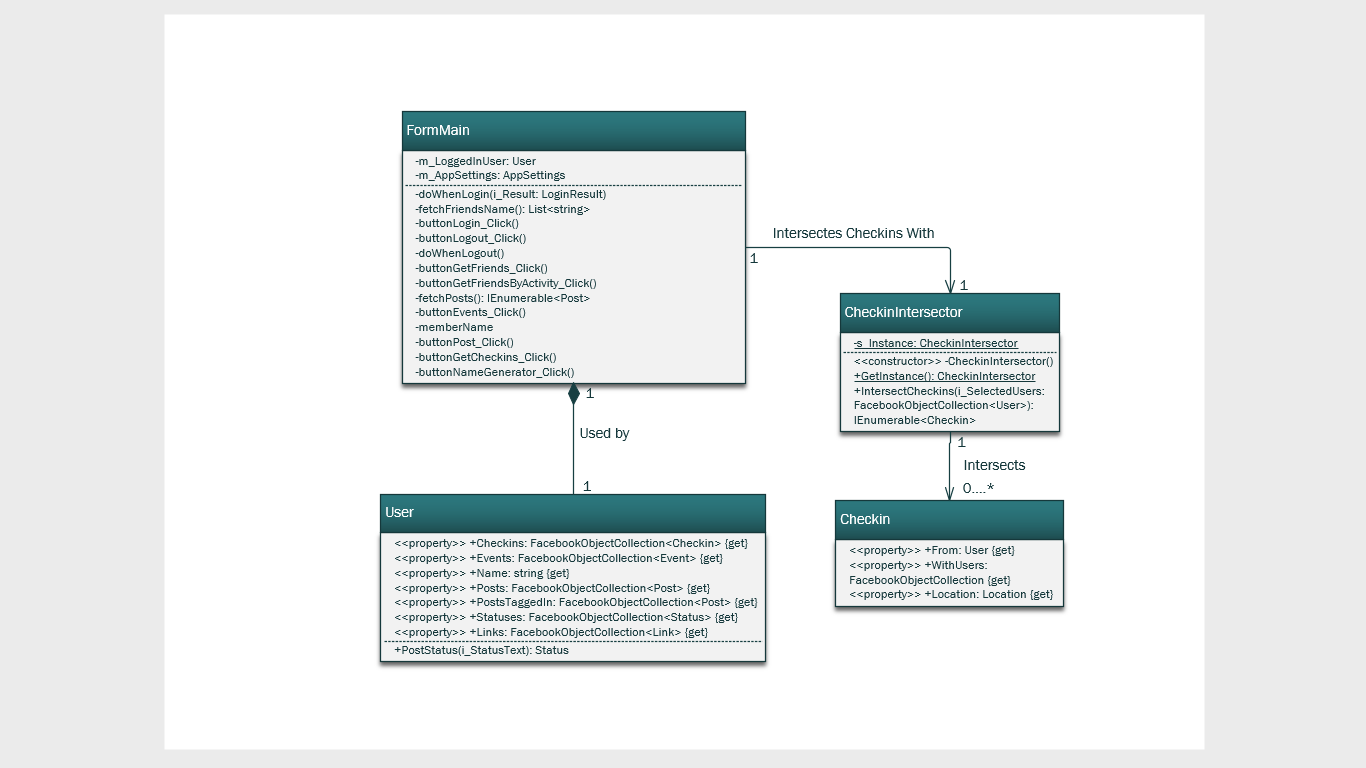 FormMain
-m_LoggedInUser: User
-m_AppSettings: AppSettings
-doWhenLogin(i_Result: LoginResult)
-fetchFriendsName(): List<string>
-buttonLogin_Click()
-buttonLogout_Click()
-doWhenLogout()
-buttonGetFriends_Click()
-buttonGetFriendsByActivity_Click()
-fetchPosts(): IEnumerable<Post>
-buttonEvents_Click()
-memberName
-buttonPost_Click()
-buttonGetCheckins_Click()
-buttonNameGenerator_Click()
Intersectes Checkins With
1
1
CheckinIntersector
-s_Instance: CheckinIntersector
<<constructor>> -CheckinIntersector()
+GetInstance(): CheckinIntersector
+IntersectCheckins(i_SelectedUsers:
FacebookObjectCollection<User>):
IEnumerable<Checkin>
1
Used by
1
1
Intersects
0....*
User
<<property>> +Checkins: FacebookObjectCollection<Checkin> {get}
<<property>> +Events: FacebookObjectCollection<Event> {get}
<<property>> +Name: string {get}
<<property>> +Posts: FacebookObjectCollection<Post> {get}
<<property>> +PostsTaggedIn: FacebookObjectCollection<Post> {get}
<<property>> +Statuses: FacebookObjectCollection<Status> {get}
<<property>> +Links: FacebookObjectCollection<Link> {get}
+PostStatus(i_StatusText): Status
Checkin
<<property>> +From: User {get}
<<property>> +WithUsers:
FacebookObjectCollection {get}
<<property>> +Location: Location {get}